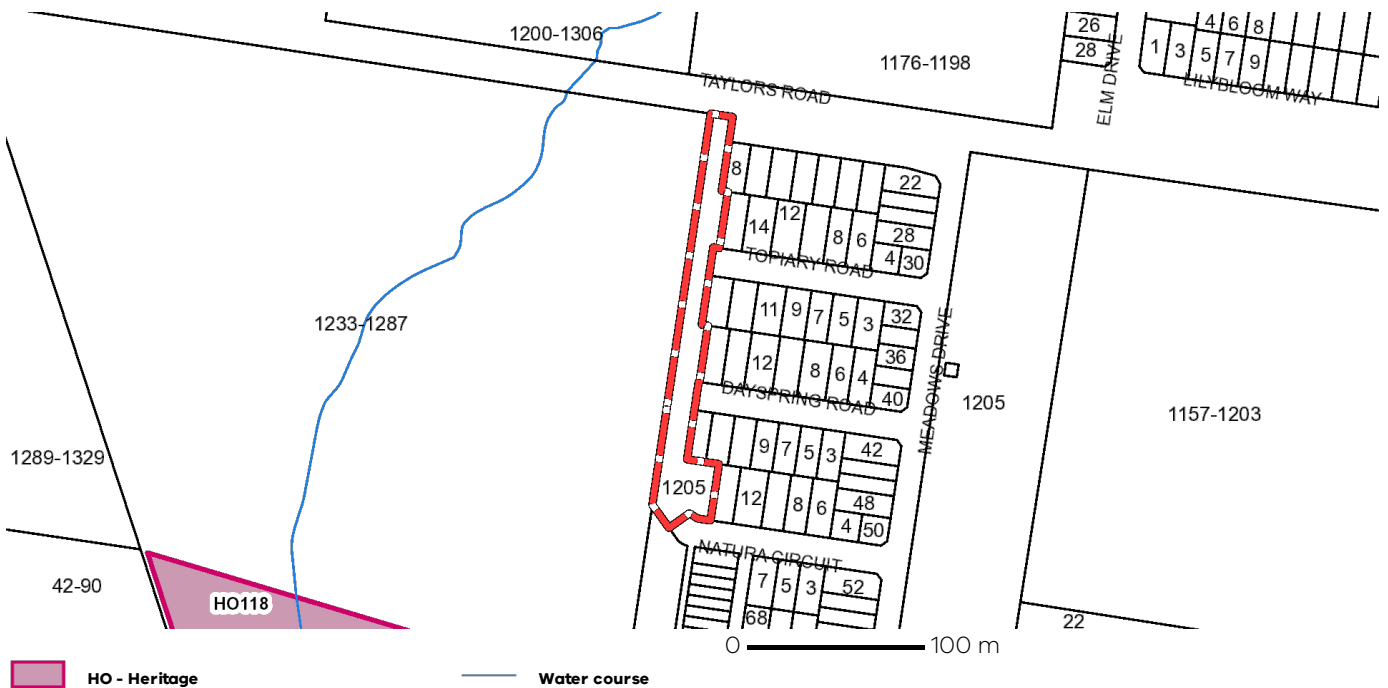 1200-1306
1176-1198
26
28
4 6 8
1 3 5 7 9
TAYLORS ROAD
ELM DRIVE
LILYBLOOM WAY
8
22
14 12 8 6
28
4 30
TOPIARY ROAD
1233-1287
11 9 7 5 3
32
36
12 8 6 4
40
DAYSPRING ROAD
MEADOWS DRIVE
1205
1157-1203
9 7 5 3
42
1289-1329
1205
12 8 6
48
4 50
NATURA CIRCUIT
42-90
HO118
7 5 3
52
68
22
0 100 m
HO - Heritage
Water course